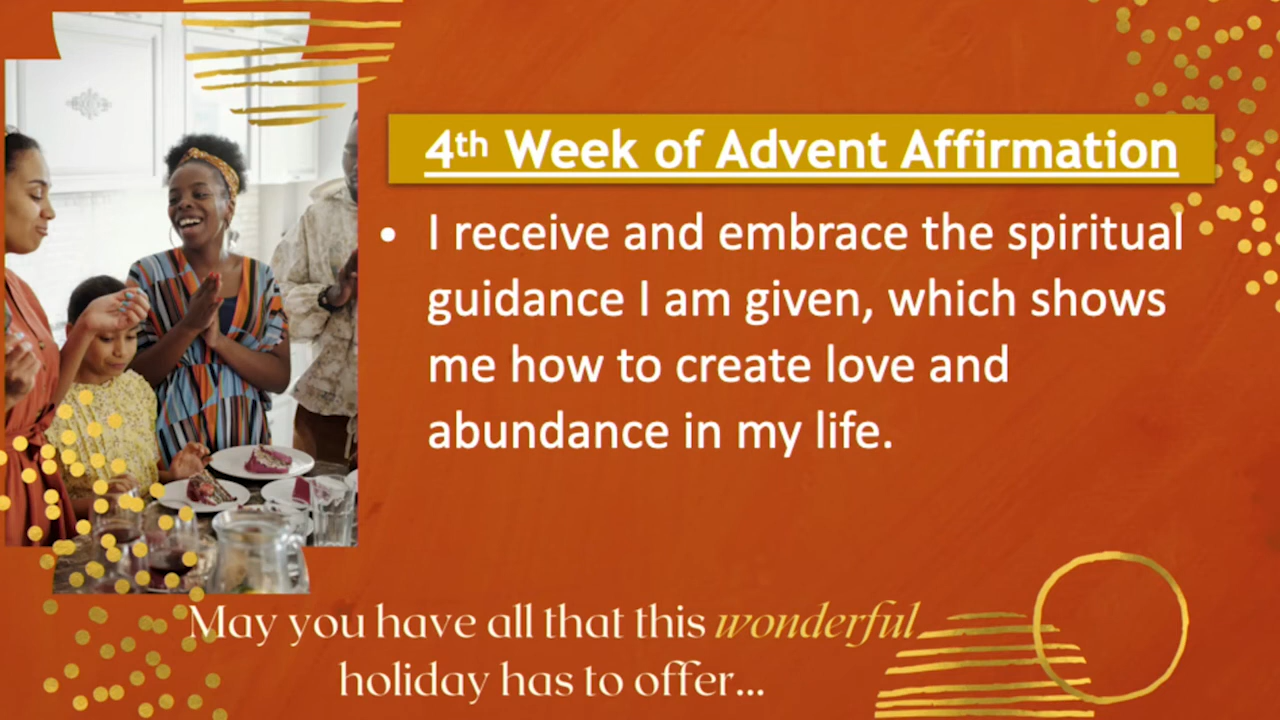 4th Week of Advent Affirmation
• I receive and embrace the spiritual
guidance I am given, which shows
me how to create love and
abundance in my life.
May you have all that this wonderful
holiday has to offer...